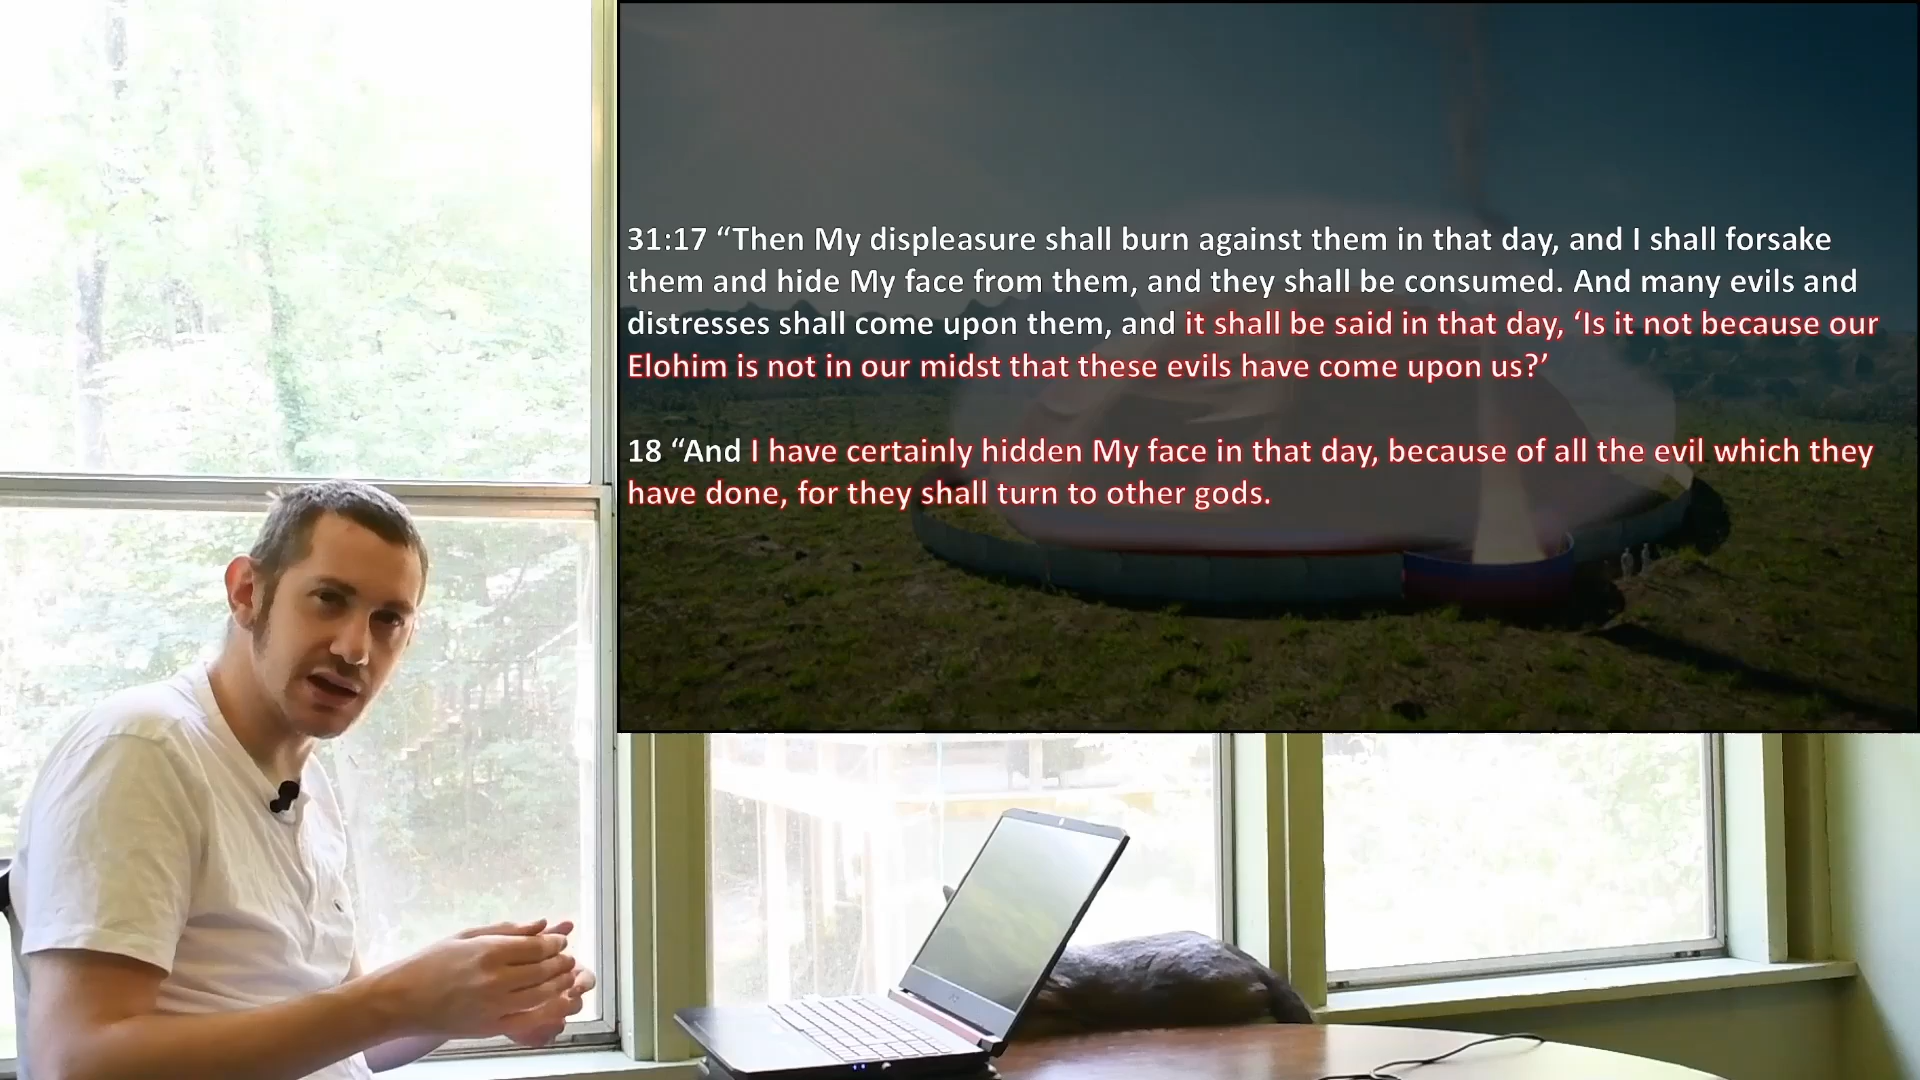 31:17 “Then My displeasure shall burn against them in that day, and I shall forsake
them and hide My face from them, and they shall be consumed. And many evils and
distresses shall come upon them, and it shall be said in that day, ‘Is it not because our
Elohim is not in our midst that these evils have come upon us?’
18 “And I have certainly hidden My face in that day, because of all the evil which they
have done, for they shall turn to other gods.